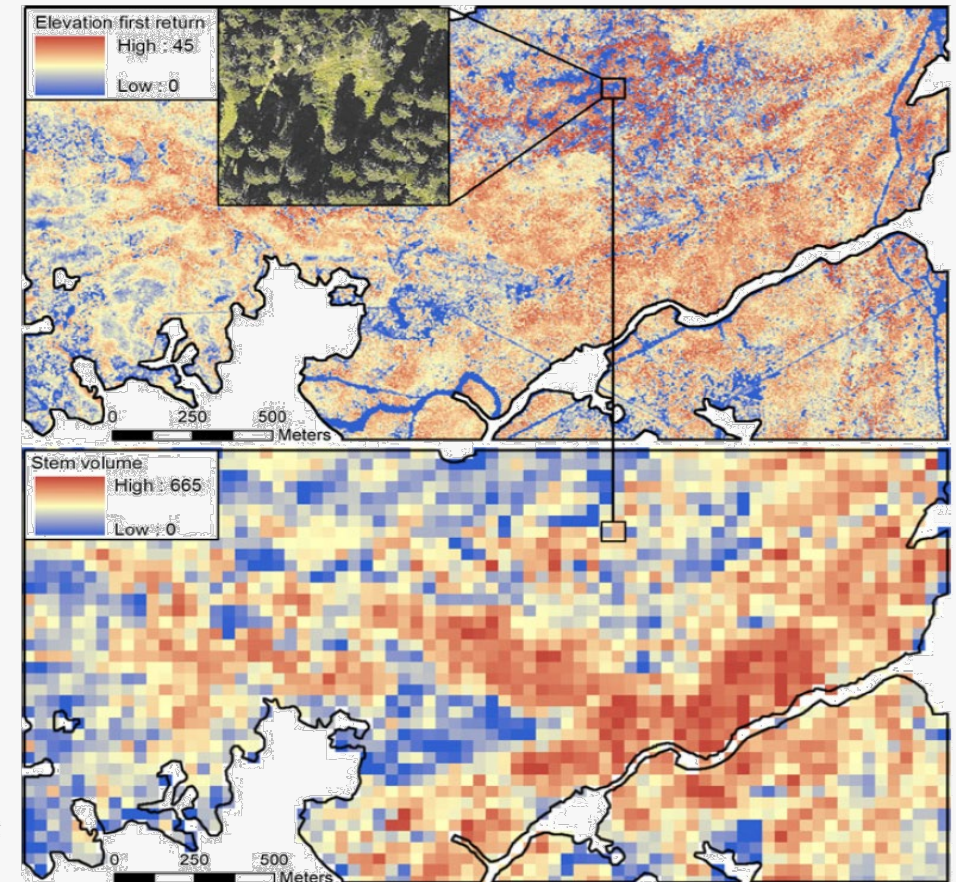 Elevation first return
High : 45
Low : 0
0 250 500
Meters
Stem volume
High : 665
Low : 0
0 250 500
Meters